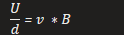 U/d = v * B